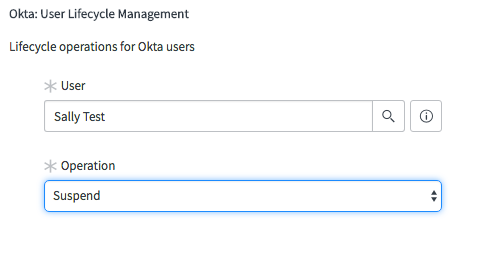 Okta: User Lifecycle Management
Lifecycle operations for Okta users
User
Sally Test
Operation
Suspend